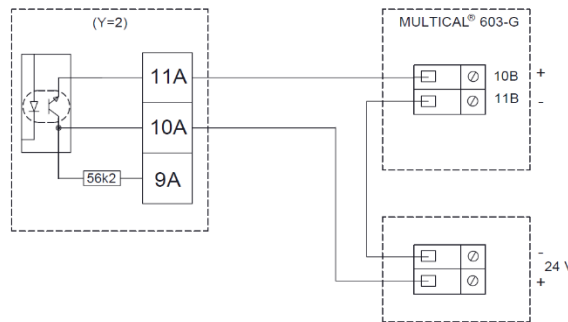 (Y=2)
MULTICAL® 603-G
11A
10B
+
11B
-
10A
56k2
9A
-
24 V
+